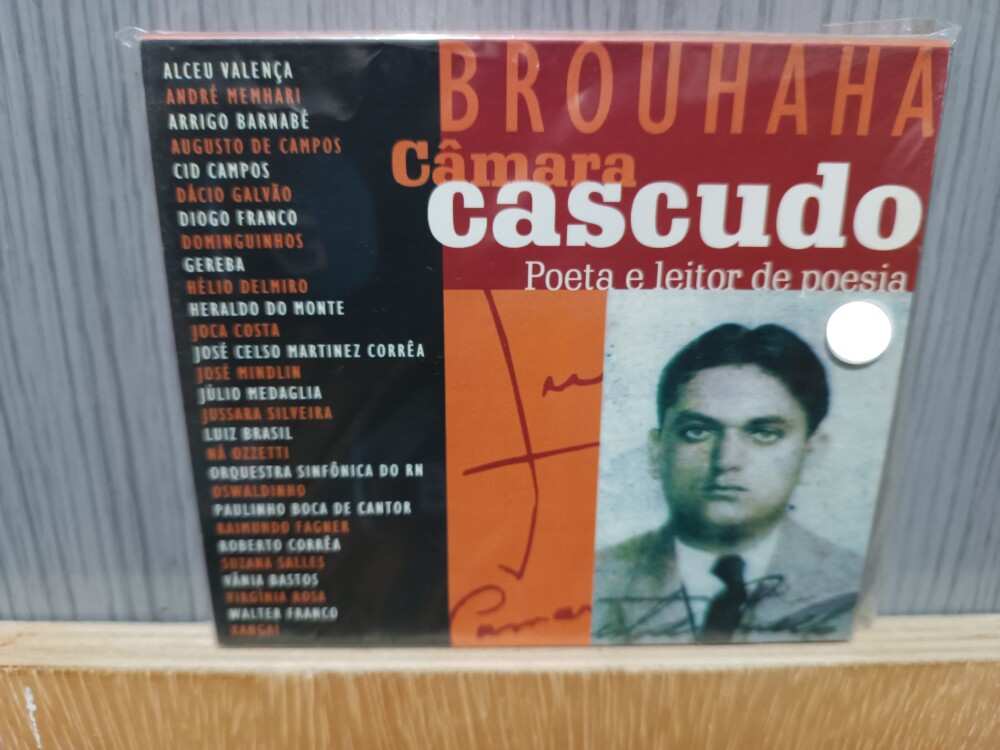 BROUHAHA
Câmara
cascudo
Poeta e leitor de poesia
ALCEU VALENÇA
ANDRÉ MEMHARI
ARRIGO BARNABÉ
AUGUSTO DE CAMPOS
CID CAMPOS
DÁCIO GALVÃO
DIOGO FRANCO
DOMINGUINHOS
GEREBA
HÉLIO DELMIRO
HERALDO DO MONTE
JOCA COSTA
JOSÉ CELSO MARTINEZ CORRÊA
JOSÉ MINDLIN
JÚLIO MEDAGLIA
JUSSARA SILVEIRA
LUIZ BRASIL
NÁ OZZETTI
ORQUESTRA SINFÔNICA DO RN
OSWALDINHO
PAULINHO BOCA DE CANTOR
RAIMUNDO FAGNER
ROBERTO CORRÊA
SUZANA SALLES
VÂNIA BASTOS
VIRGÍNIA ROSA
WALTER FRANCO
XANGAI